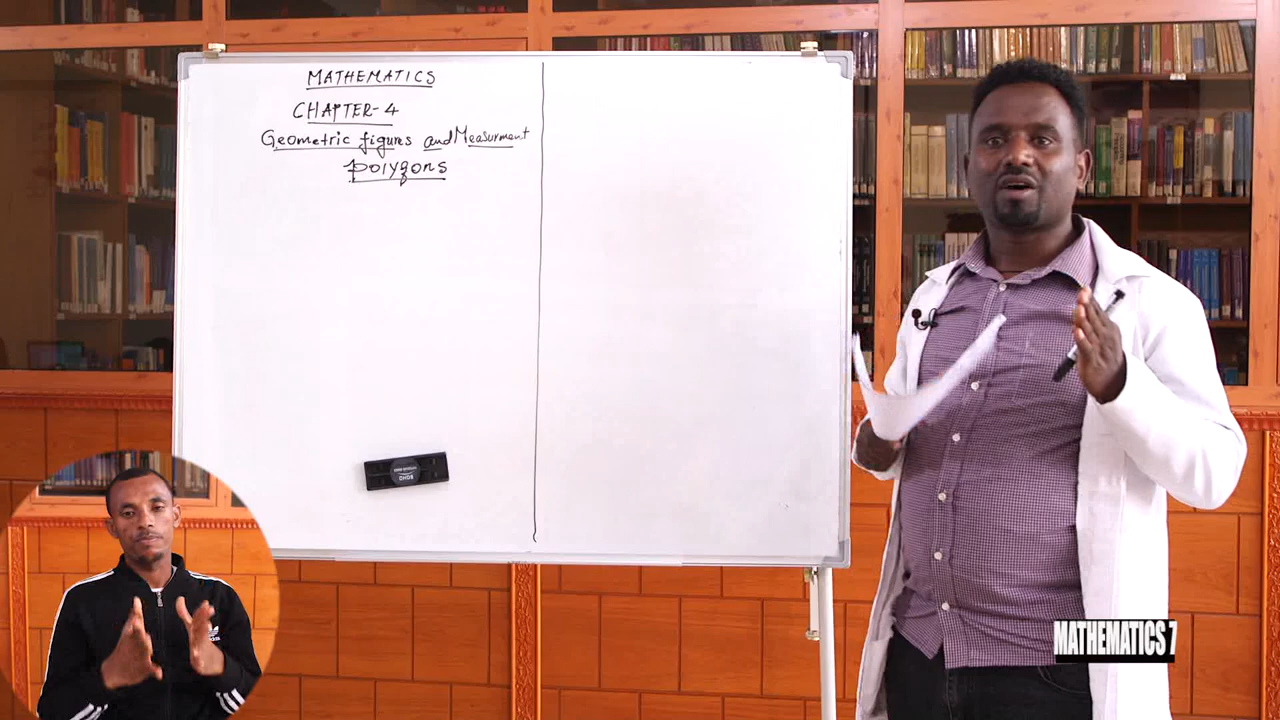 MATHEMATICS
CHAPTER-4
Geometric figures and Measurment
Polygons
MATHEMATICS 7